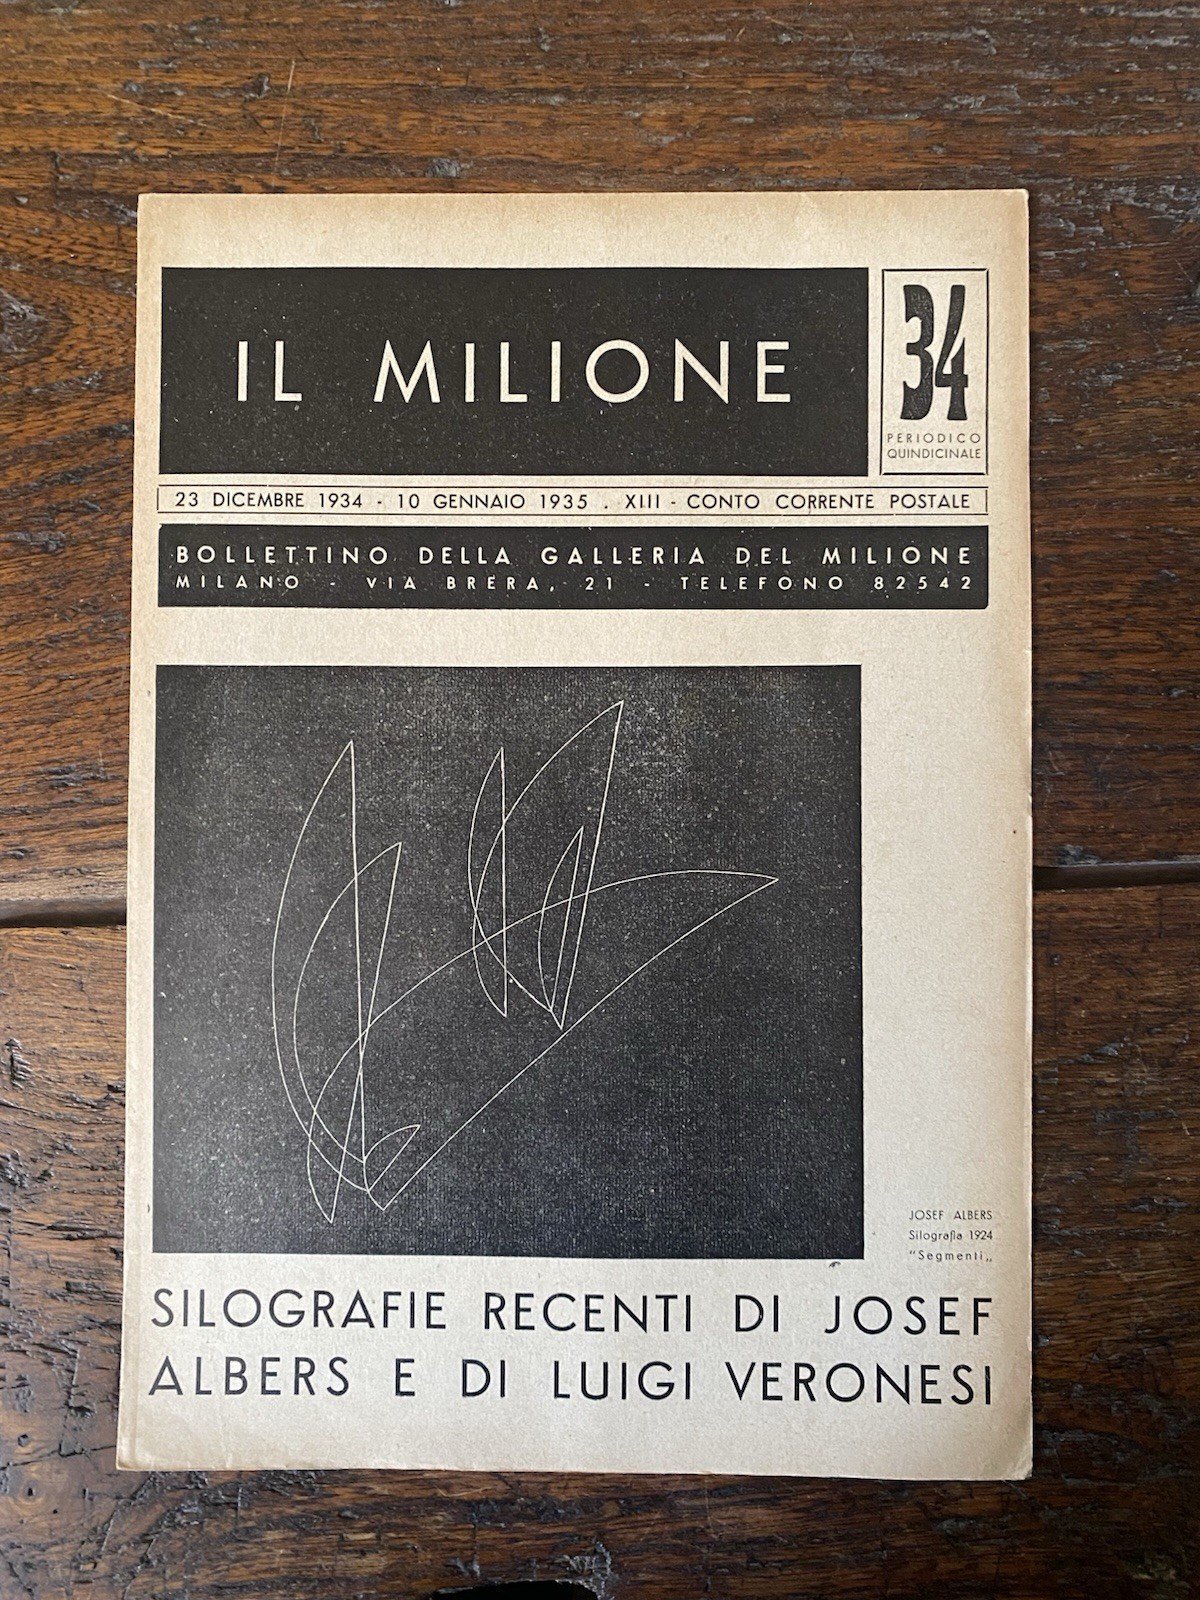 IL MILIONE
34
PERIODICO
QUINDICINALE
23 DICEMBRE 1934 - 10 GENNAIO 1935 . XIII - CONTO CORRENTE POSTALE
BOLLETTINO DELLA GALLERIA DEL MILIONE
MILANO - VIA BRERA, 21 - TELEFONO 82542
JOSEF ALBERS
Silografia 1924
"Segmenti„
SILOGRAFIE RECENTI DI JOSEF
ALBERS E DI LUIGI VERONESI